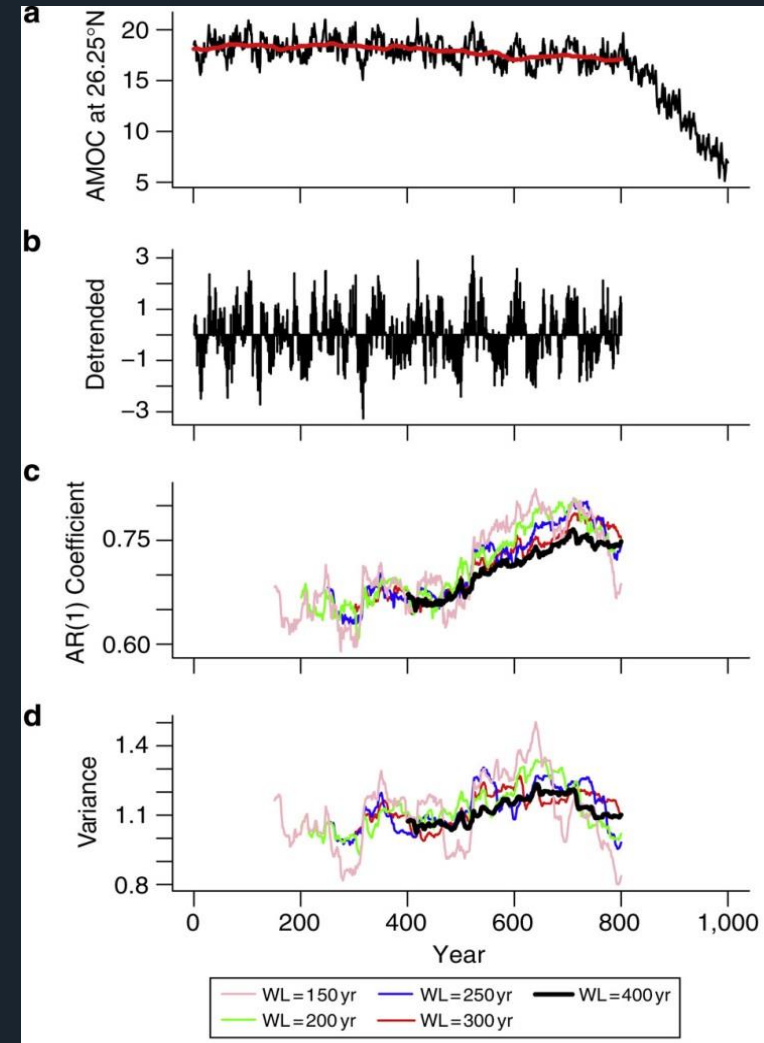 a
AMOC at 26.25°N
20
15
10
5
b
Detrended
3
1
−1
−3
c
AR(1) Coefficient
0.75
0.60
d
Variance
1.4
1.1
0.8
0 200 400 600 800 1,000
Year
WL=150 yr WL=250 yr WL=400 yr
WL=200 yr WL=300 yr